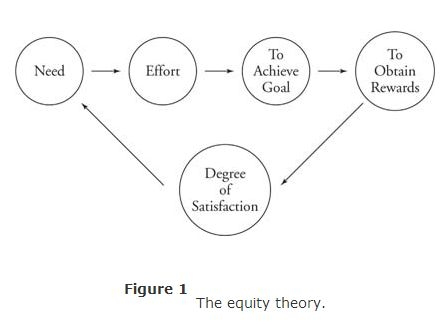 Need
Effort
To
Achieve
Goal
To
Obtain
Rewards
Degree
of
Satisfaction
Figure 1
The equity theory.